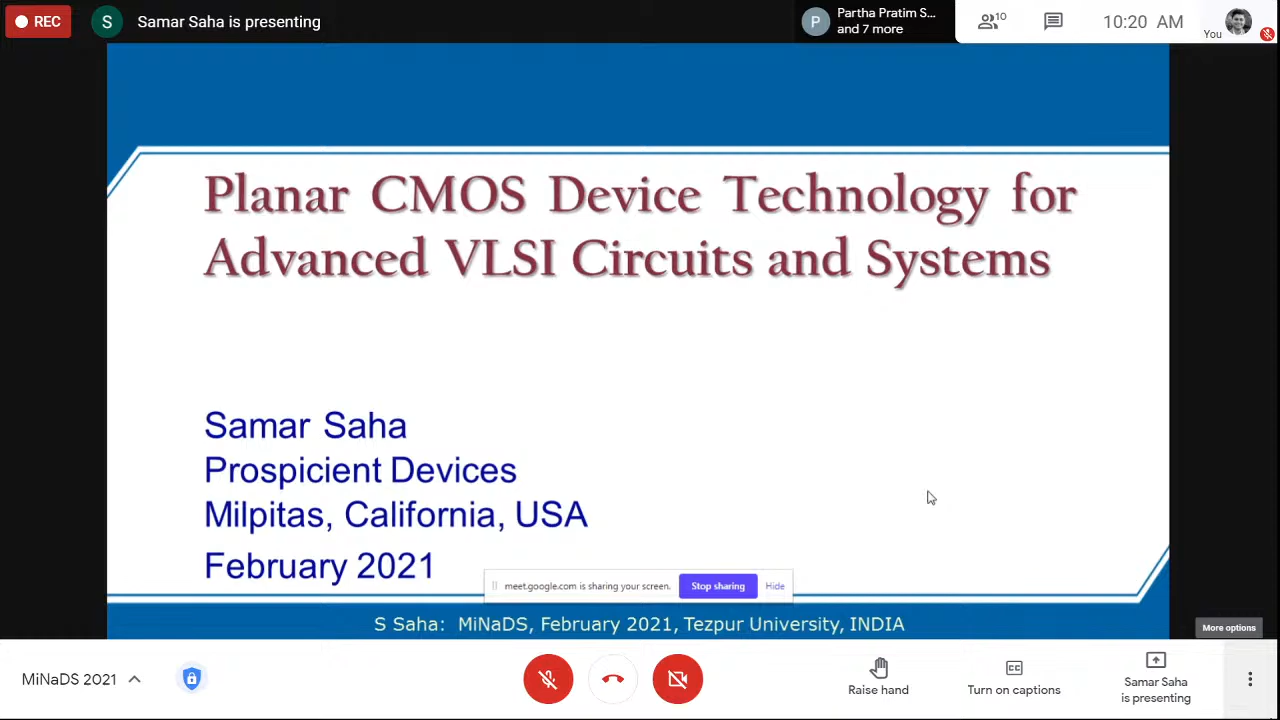 REC
S
Samar Saha is presenting
P
Partha Pratim S...
and 7 more
10
10:20 AM
You
Planar CMOS Device Technology for
Advanced VLSI Circuits and Systems
Samar Saha
Prospicient Devices
Milpitas, California, USA
February 2021
meet.google.com is sharing your screen.
Stop sharing
Hide
S Saha: MiNaDS, February 2021, Tezpur University, INDIA
More options
MiNaDS 2021
Raise hand
CC
Turn on captions
Samar Saha
is presenting